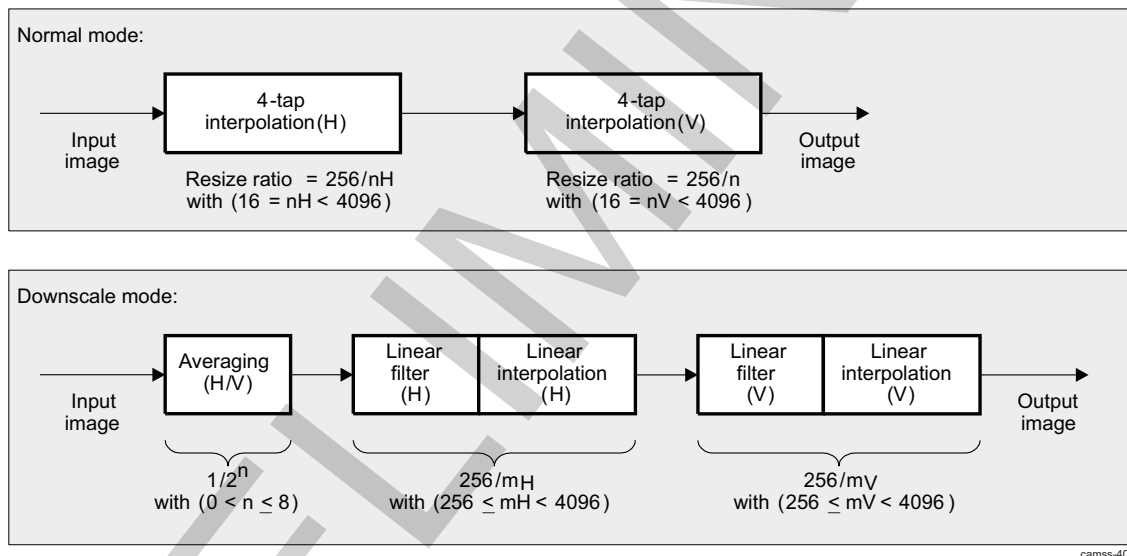 Normal mode:
4-tap
interpolation(H)
4-tap
interpolation(V)
Input
image
Output
image
Resize ratio = 256/nH
with (16 = nH < 4096)
Resize ratio = 256/n
with (16 = nV < 4096)
Downscale mode:
Averaging
(H/V)
Linear
filter
(H)
Linear
interpolation
(H)
Linear
filter
(V)
Linear
interpolation
(V)
Input
image
Output
image
1/2^n
with (0 < n ≤ 8)
256/mH
with (256 ≤ mH < 4096)
256/mV
with (256 ≤ mV < 4096)